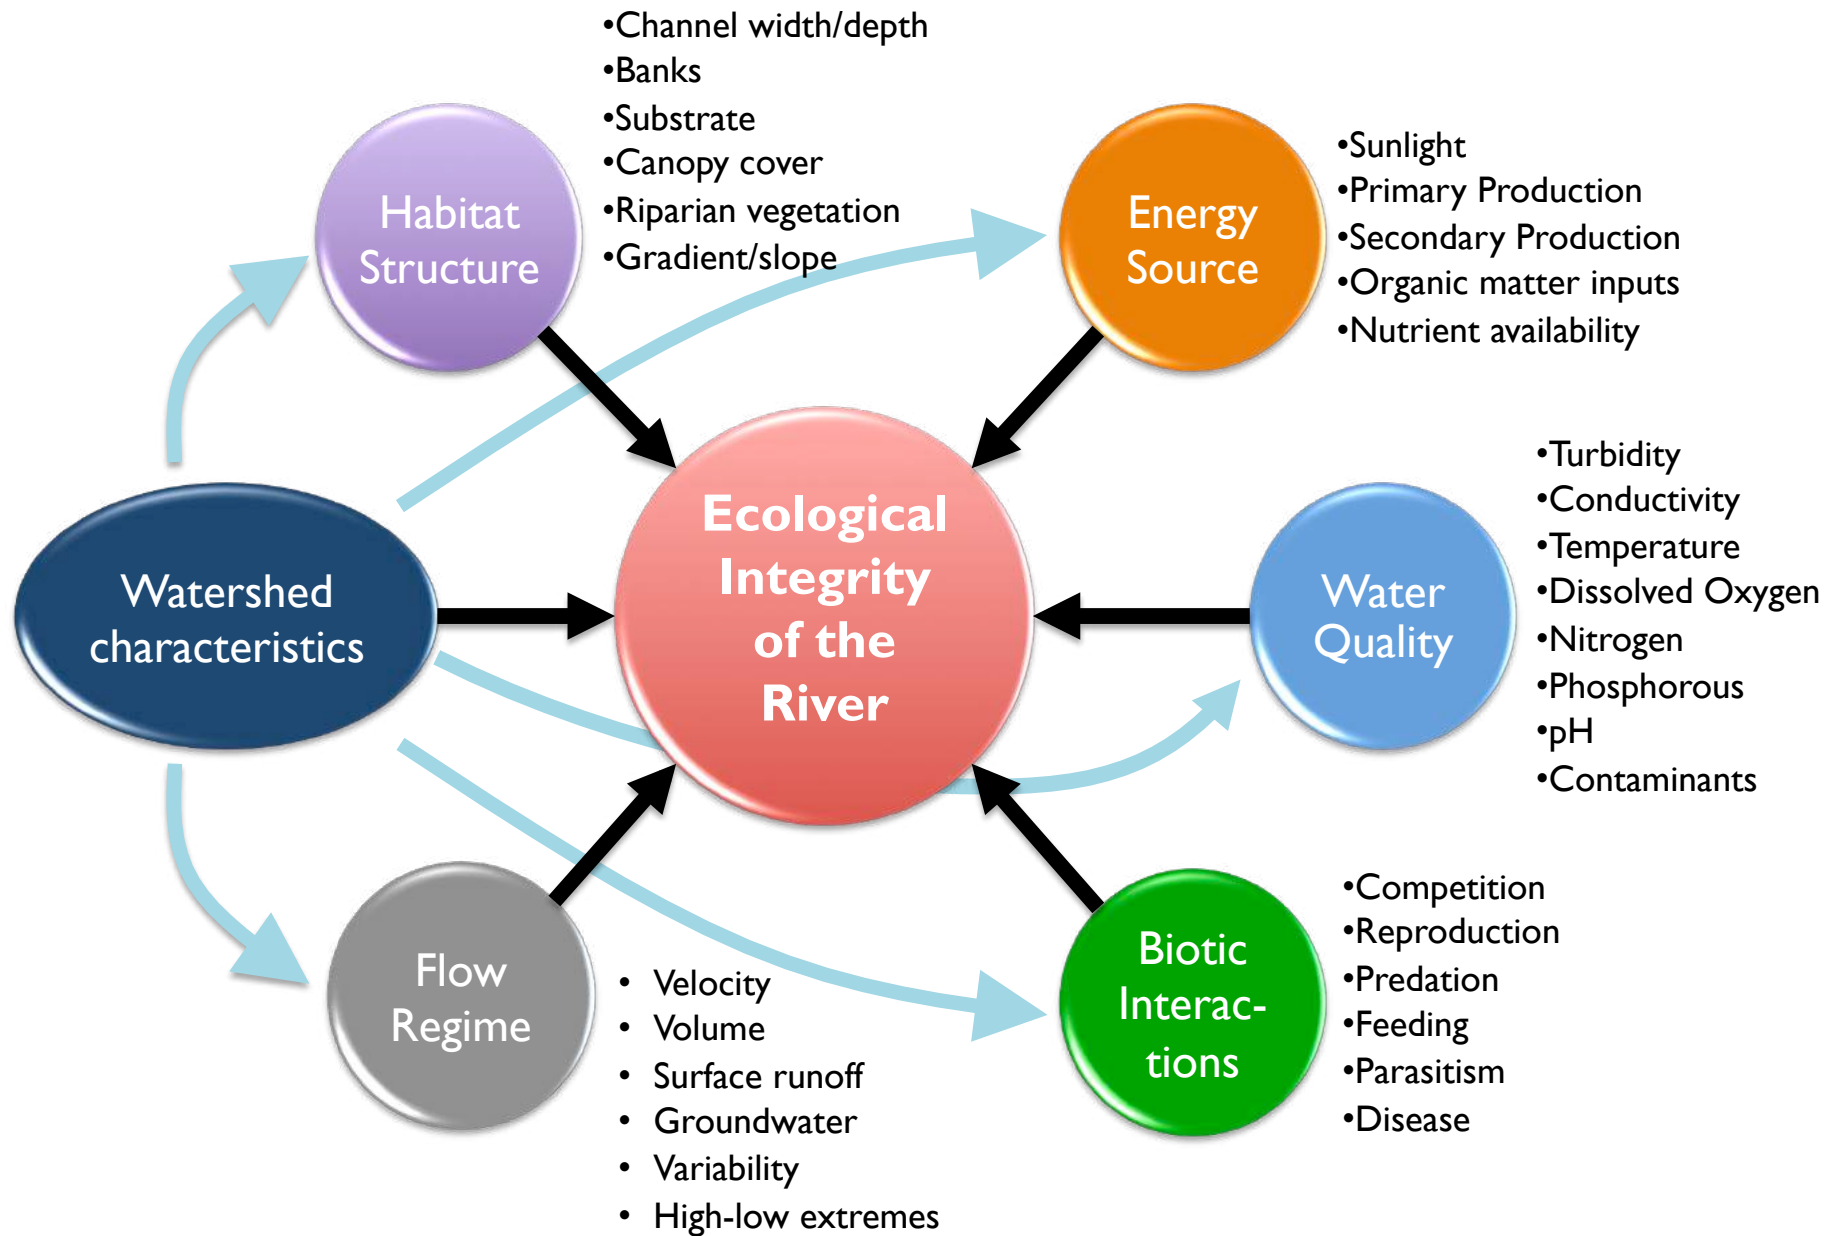 •Channel width/depth
•Banks
•Substrate
•Canopy cover
•Riparian vegetation
•Gradient/slope
Habitat
Structure
Energy
Source
•Sunlight
•Primary Production
•Secondary Production
•Organic matter inputs
•Nutrient availability
Watershed
characteristics
Ecological
Integrity
of the
River
Water
Quality
•Turbidity
•Conductivity
•Temperature
•Dissolved Oxygen
•Nitrogen
•Phosphorous
•pH
•Contaminants
Flow
Regime
• Velocity
• Volume
• Surface runoff
• Groundwater
• Variability
• High-low extremes
Biotic
Interac-
tions
•Competition
•Reproduction
•Predation
•Feeding
•Parasitism
•Disease